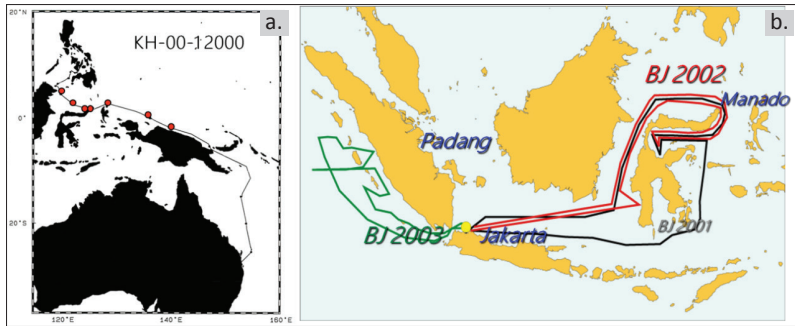 20°N
a.
KH-00-12000
0°
20°S
120°E
140°E
160°E
b.
BJ 2002
Manado
Padang
BJ 2003
Jakarta
BJ 2001